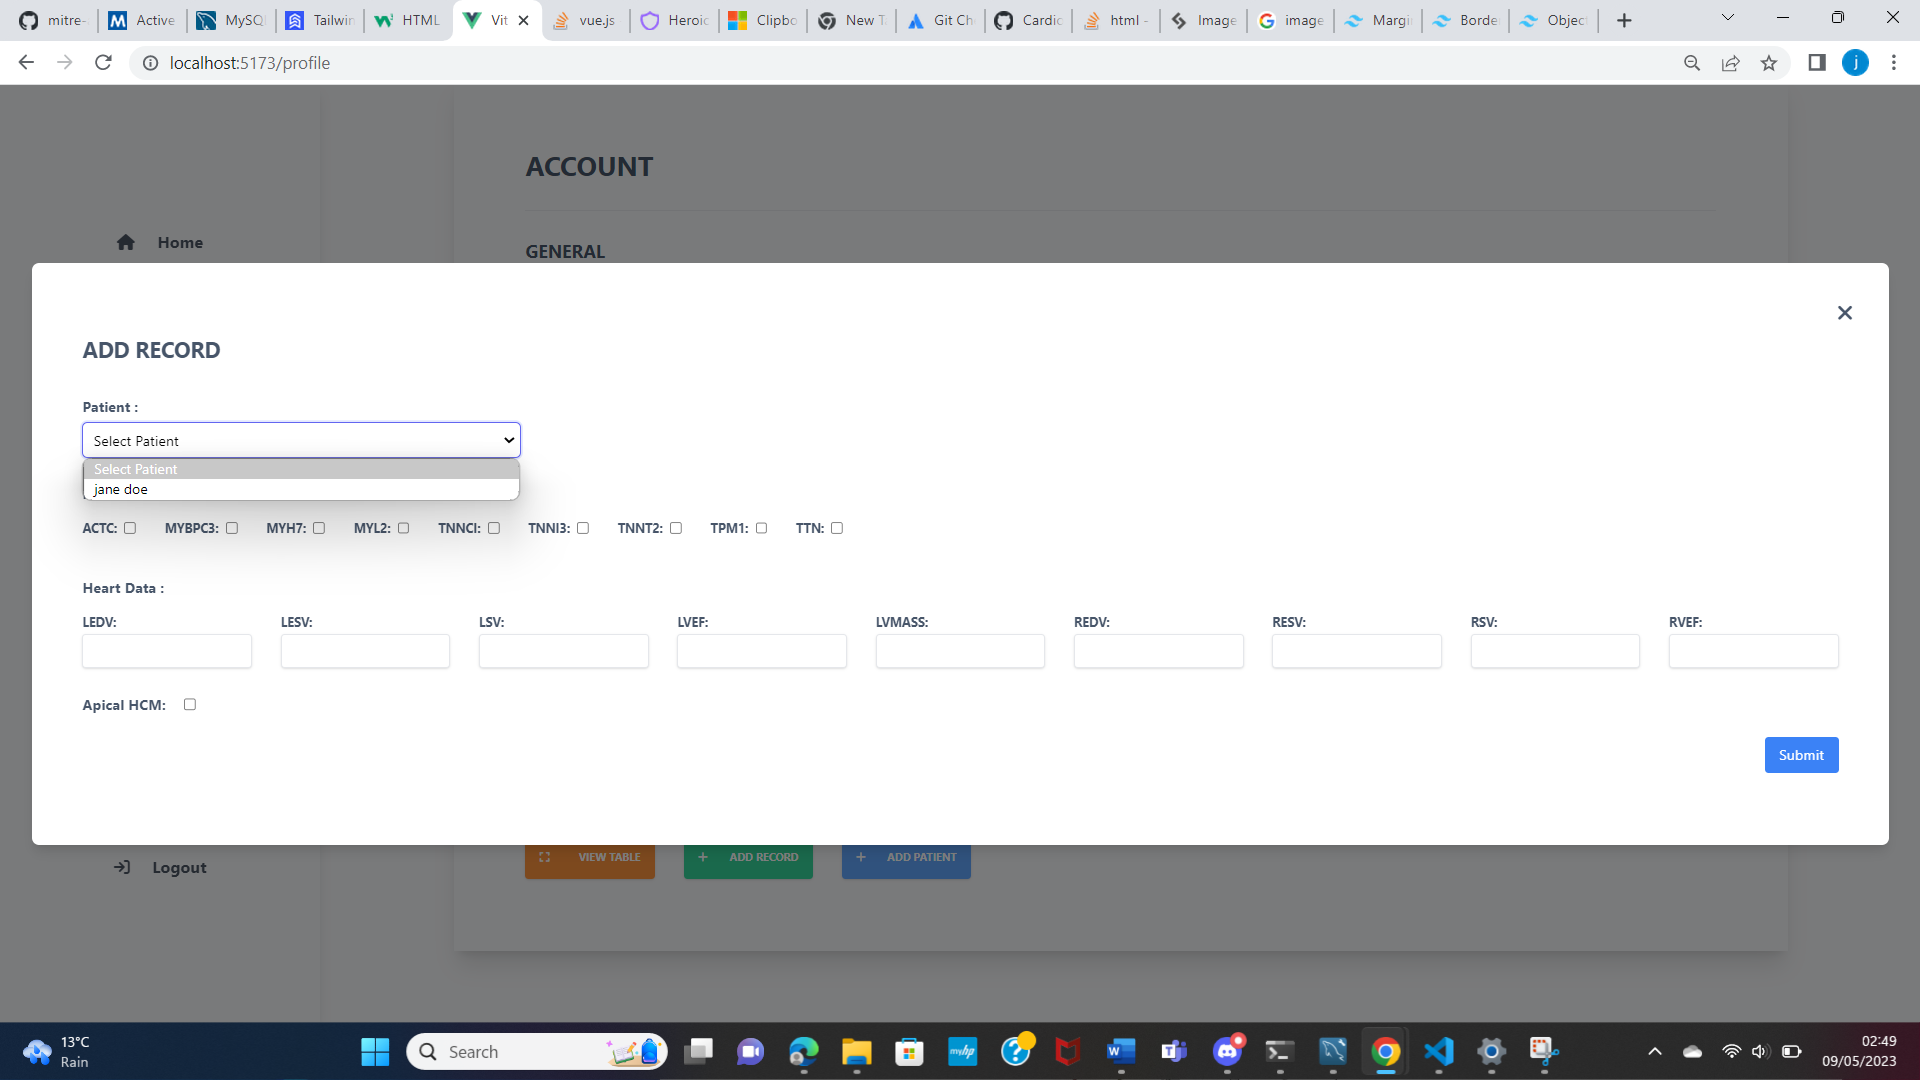 mitre- Active MySQ Tailwin HTML Vit vue.js Heroic Clipbo New T Git Ch Cardic html - Image image Margi Borde Objec
localhost:5173/profile
j
ACCOUNT
GENERAL
Home
ADD RECORD
Patient :
Select Patient
Select Patient
jane doe
ACTC: MYBPC3: MYH7: MYL2: TNNCI: TNNI3: TNNT2: TPM1: TTN:
Heart Data :
LEDV: LESV: LSV: LVEF: LVMASS: REDV: RESV: RSV: RVEF:
Apical HCM:
Submit
VIEW TABLE ADD RECORD ADD PATIENT
Logout
13°C
Rain
Search
myhp
02:49
09/05/2023